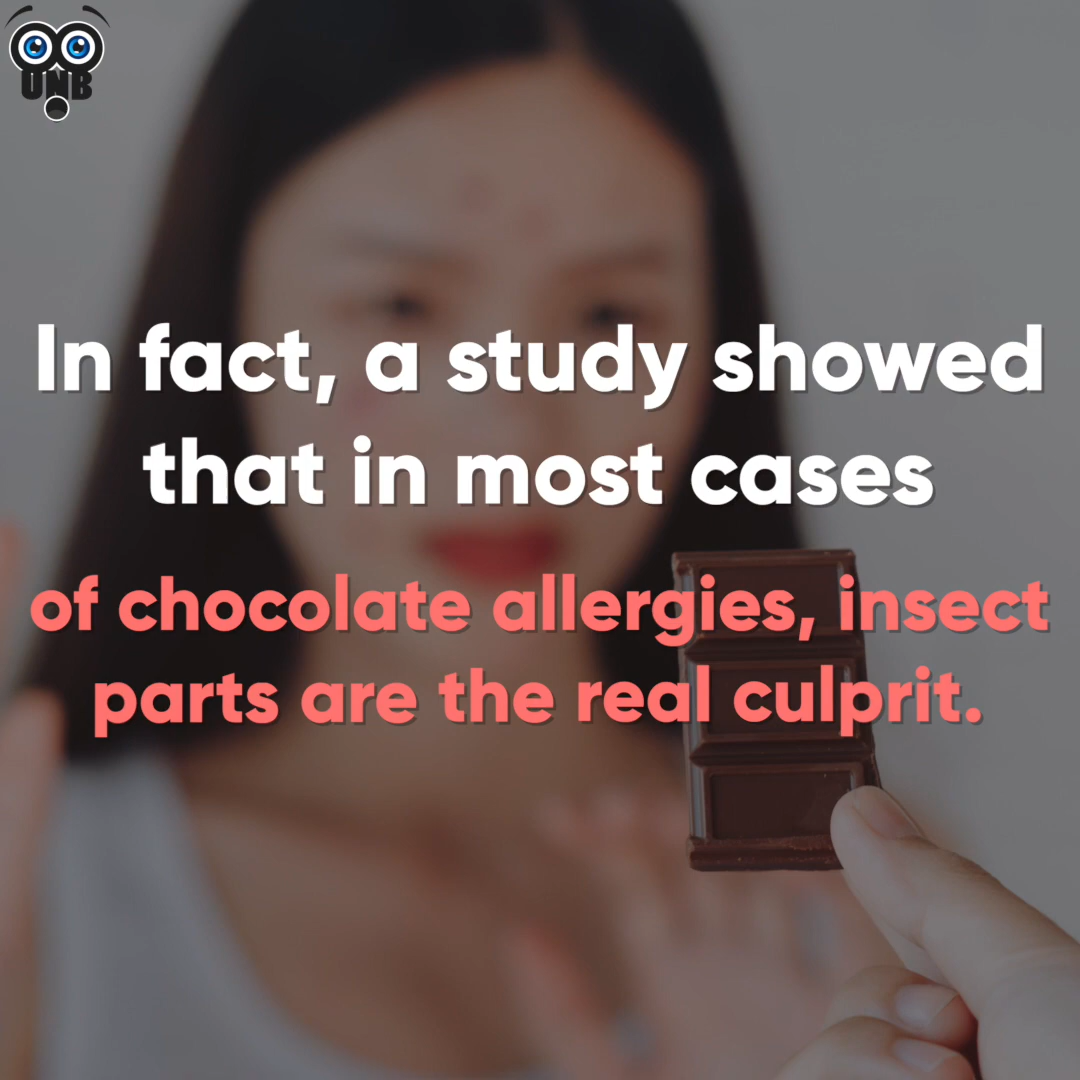 UNB
In fact, a study showed
that in most cases
of chocolate allergies, insect
parts are the real culprit.